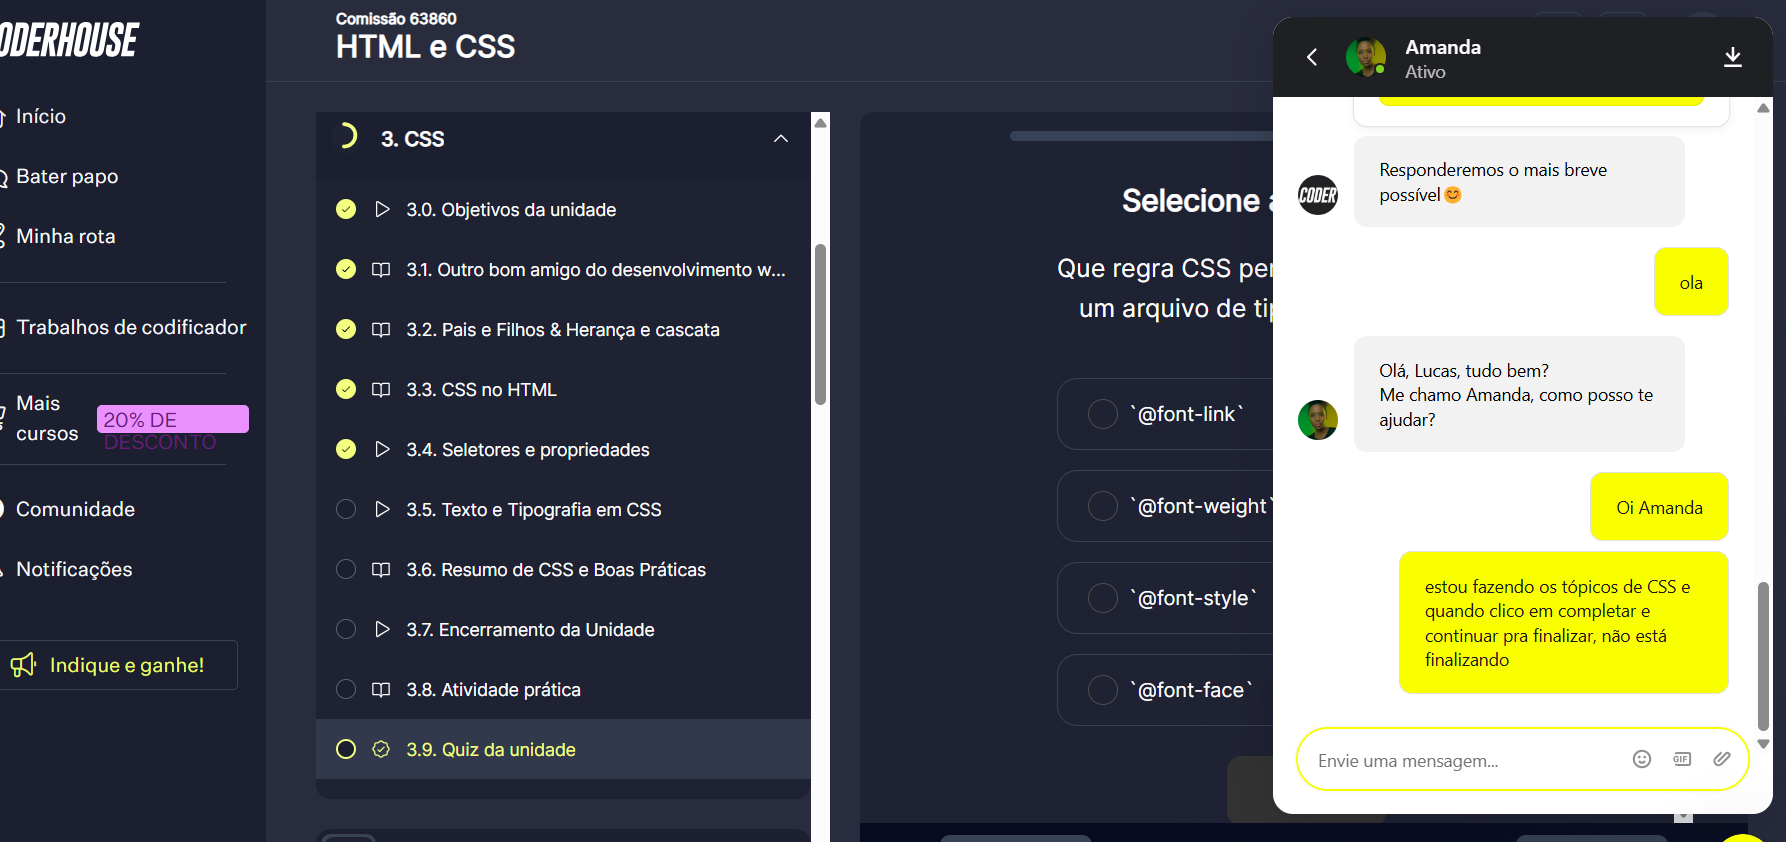 ODERHOUSE
Início
Bater papo
Minha rota
Trabalhos de codificador
Mais
cursos
20% DE
DESCONTO
Comunidade
Notificações
Indique e ganhe!
Comissão 63860
HTML e CSS
3. CSS
3.0. Objetivos da unidade
3.1. Outro bom amigo do desenvolvimento w...
3.2. Pais e Filhos & Herança e cascata
3.3. CSS no HTML
3.4. Seletores e propriedades
3.5. Texto e Tipografia em CSS
3.6. Resumo de CSS e Boas Práticas
3.7. Encerramento da Unidade
3.8. Atividade prática
3.9. Quiz da unidade
Selecione
Que regra CSS per
um arquivo de tip
`@font-link`
`@font-weight`
`@font-style`
`@font-face`
Amanda
Ativo
Responderemos o mais breve
possível😊
CODER
ola
Olá, Lucas, tudo bem?
Me chamo Amanda, como posso te
ajudar?
Oi Amanda
estou fazendo os tópicos de CSS e
quando clico em completar e
continuar pra finalizar, não está
finalizando
Envie uma mensagem...
GIF